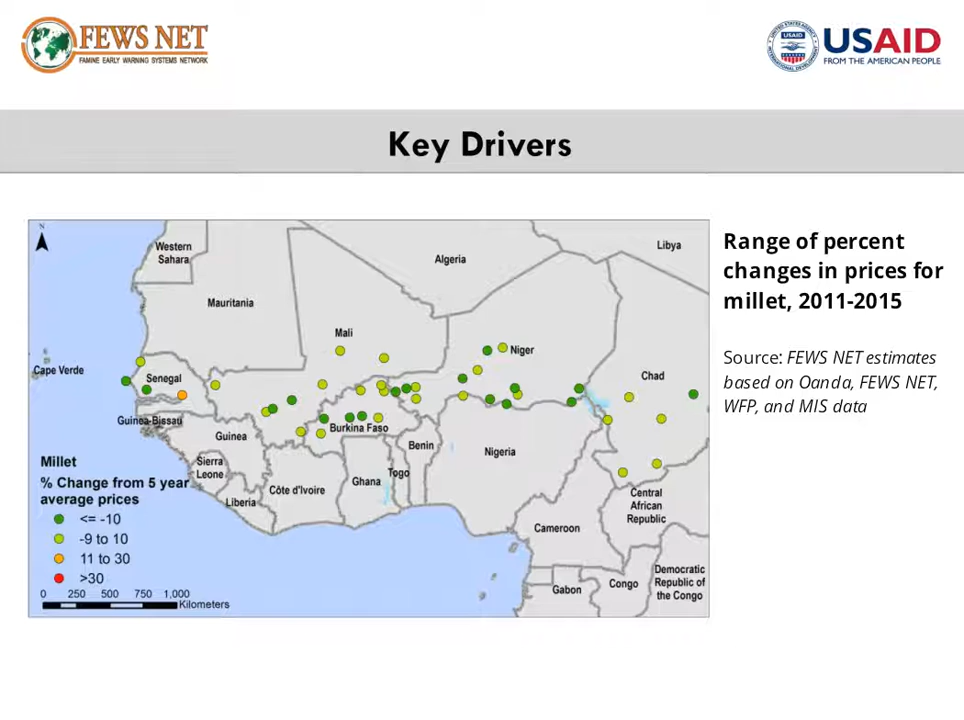 FEWS NET
FAMINE EARLY WARNING SYSTEMS NETWORK
USAID
FROM THE AMERICAN PEOPLE
Key Drivers
N
Western
Sahara
Algeria
Libya
Mauritania
Mali
Niger
Cape Verde
Senegal
Chad
Guinea-Bissau
Guinea
Burkina Faso
Benin
Nigeria
Sierra
Leone
Liberia
Côte d'Ivoire
Ghana
Togo
Cameroon
Central
African
Republic
Gabon
Congo
Democratic
Republic of
the Congo
Millet
% Change from 5 year
average prices
<= -10
-9 to 10
11 to 30
>30
0 250 500 750 1,000
Kilometers
Range of percent
changes in prices for
millet, 2011-2015
Source: FEWS NET estimates
based on Oanda, FEWS NET,
WFP, and MIS data